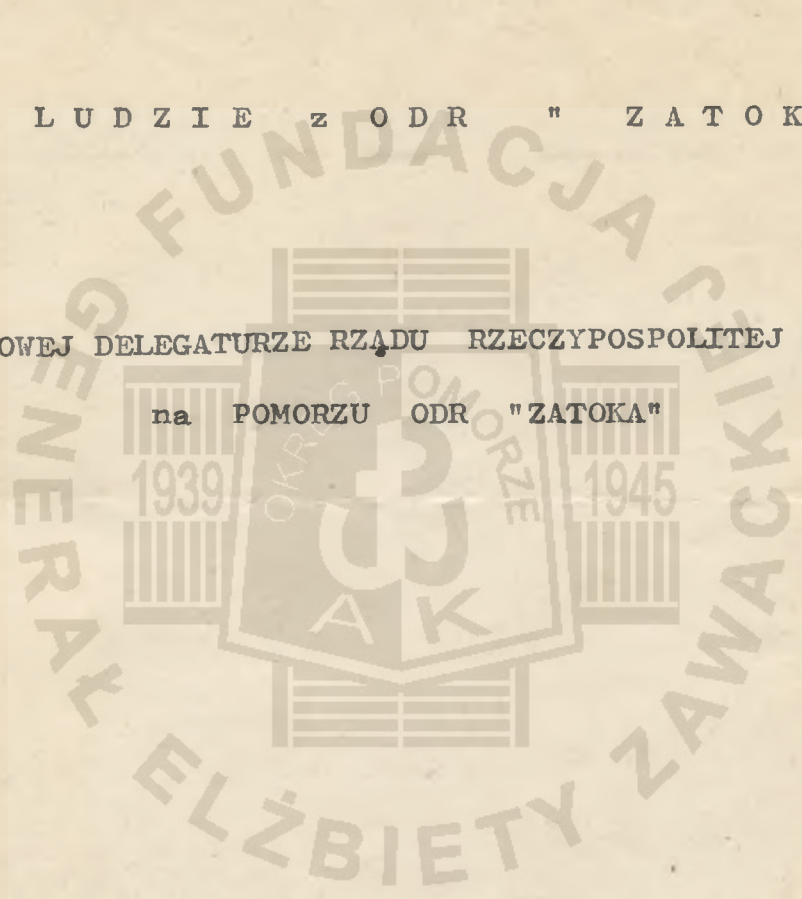 LUDZIE z ODR " ZATOK
OWEJ DELEGATURZE RZĄDU RZECZYPOSPOLITEJ
na POMORZU ODR "ZATOKA"
FUNDACJA GENERAŁ ELŻBIETY ZAWACKIEJ
OKRĘG POMORZE
1939 1945
AK